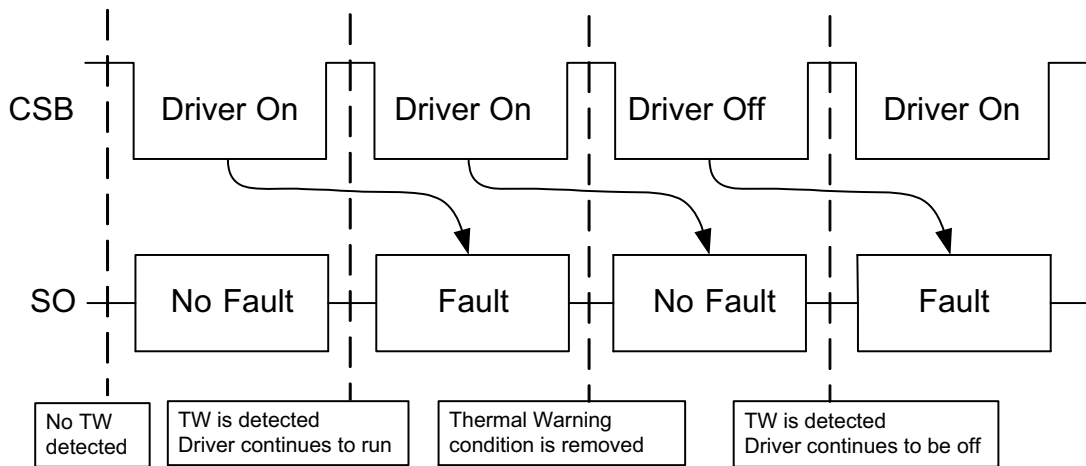 CSB
Driver On
Driver On
Driver Off
Driver On
SO
No Fault
Fault
No Fault
Fault
No TW
detected
TW is detected
Driver continues to run
Thermal Warning
condition is removed
TW is detected
Driver continues to be off